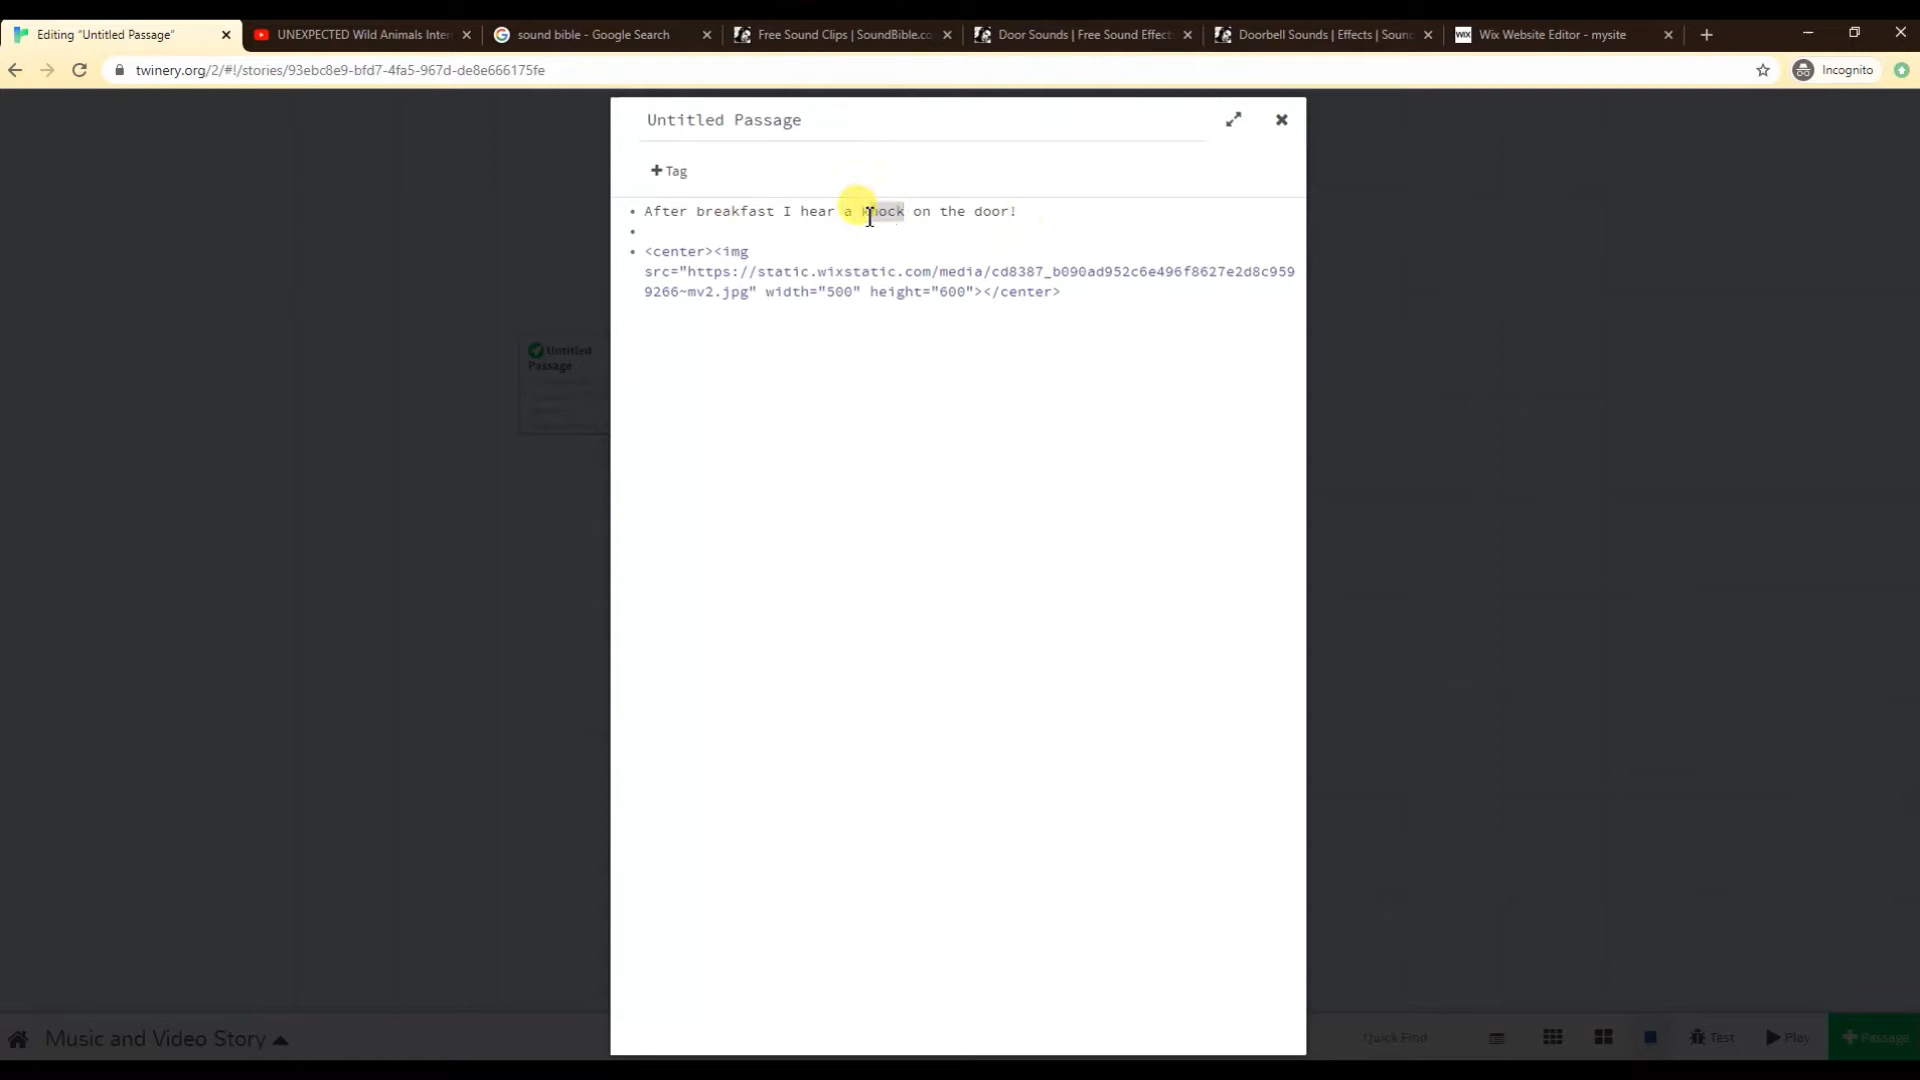 Editing "Untitled Passage"
UNEXPECTED Wild Animals Inter
sound bible - Google Search
Free Sound Clips | SoundBible.co
Door Sounds | Free Sound Effect
Doorbell Sounds | Effects | Soun
WIX
Wix Website Editor - mysite
twinery.org/2/#!/stories/93ebc8e9-bfd7-4fa5-967d-de8e666175fe
Incognito
Untitled Passage
+ Tag
• After breakfast I hear a knock on the door!
•
• <center><img
src="https://static.wixstatic.com/media/cd8387_b090ad952c6e496f8627e2d8c959
9266~mv2.jpg" width="500" height="600"></center>
Untitled
Passage
Music and Video Story
Quick Find
Test
Play
+ Passage